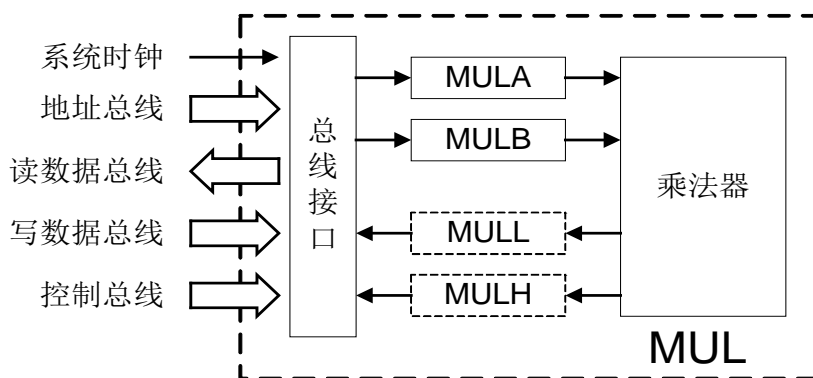 系统时钟
地址总线
读数据总线
写数据总线
控制总线
总线接口
MULA
MULB
MULL
MULH
乘法器
MUL